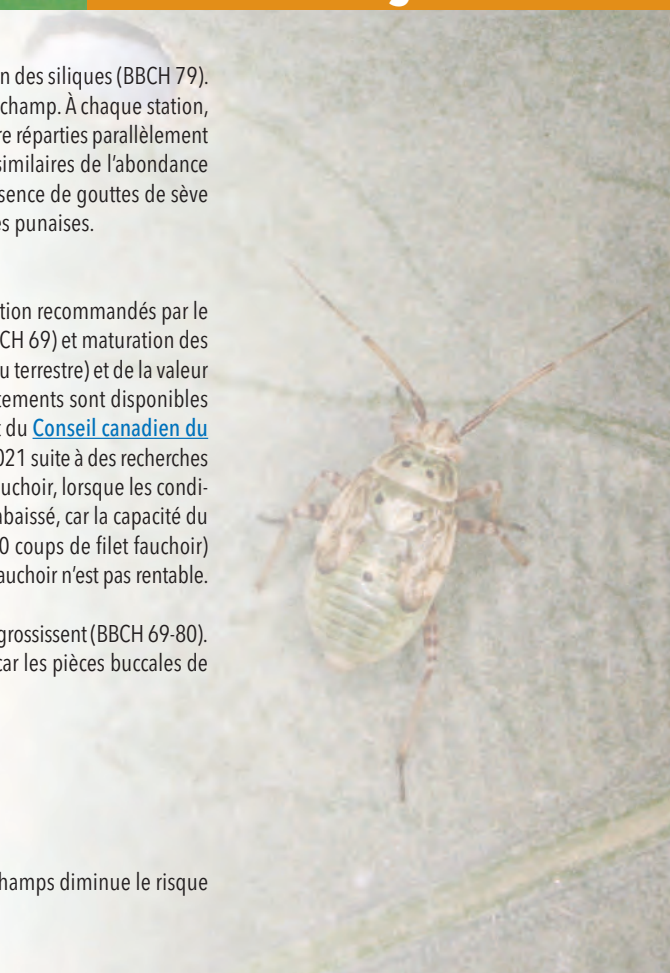 n des siliques (BBCH 79).
champ. À chaque station,
re réparties parallèlement
similaires de l'abondance
sence de gouttes de sève
es punaises.
tion recommandés par le
CH 69) et maturation des
u terrestre) et de la valeur
tements sont disponibles
t du Conseil canadien du
021 suite à des recherches
auchoir, lorsque les condi-
abaissé, car la capacité du
0 coups de filet fauchoir)
auchoir n'est pas rentable.
grossissent (BBCH 69-80).
car les pièces buccales de
hamps diminue le risque